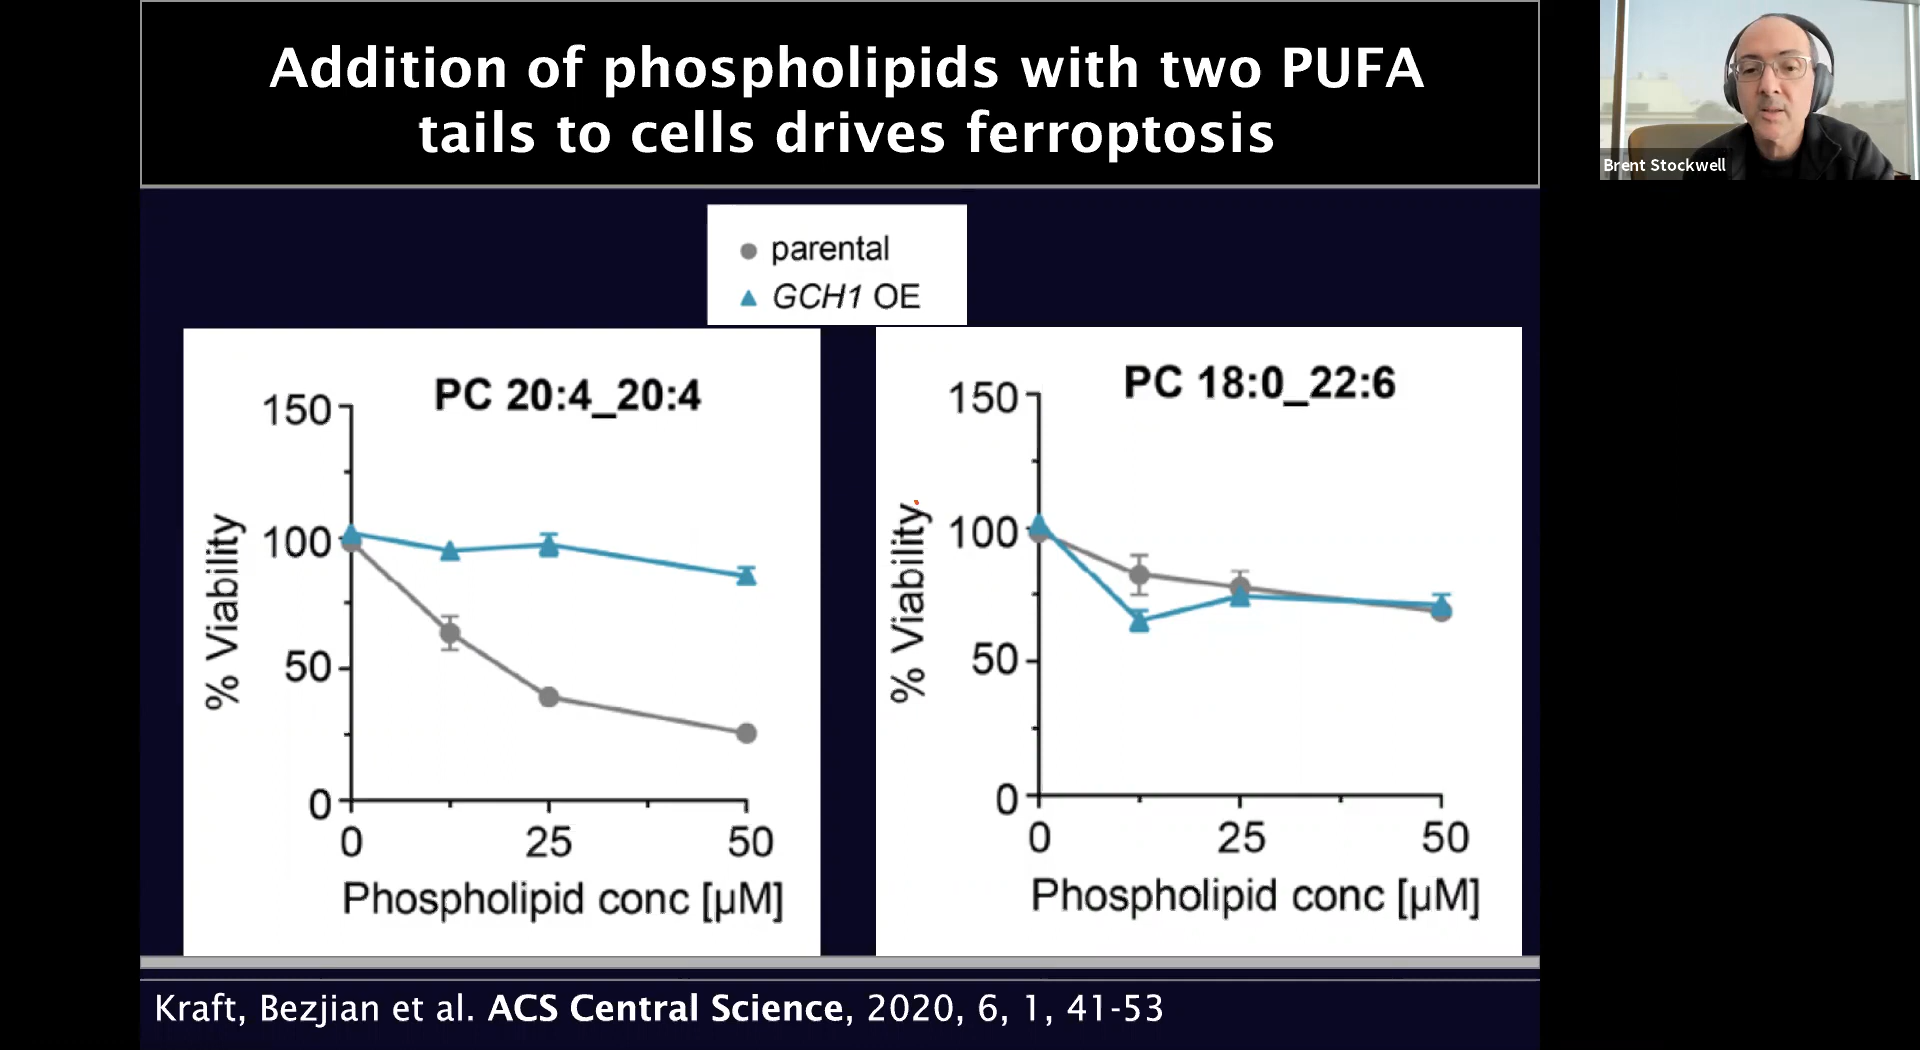 Addition of phospholipids with two PUFA
tails to cells drives ferroptosis
Brent Stockwell
parental
GCH1 OE
PC 20:4_20:4
150
100
50
0
% Viability
0 25 50
Phospholipid conc [µM]
PC 18:0_22:6
150
100
50
0
% Viability
0 25 50
Phospholipid conc [µM]
Kraft, Bezjian et al. ACS Central Science, 2020, 6, 1, 41-53